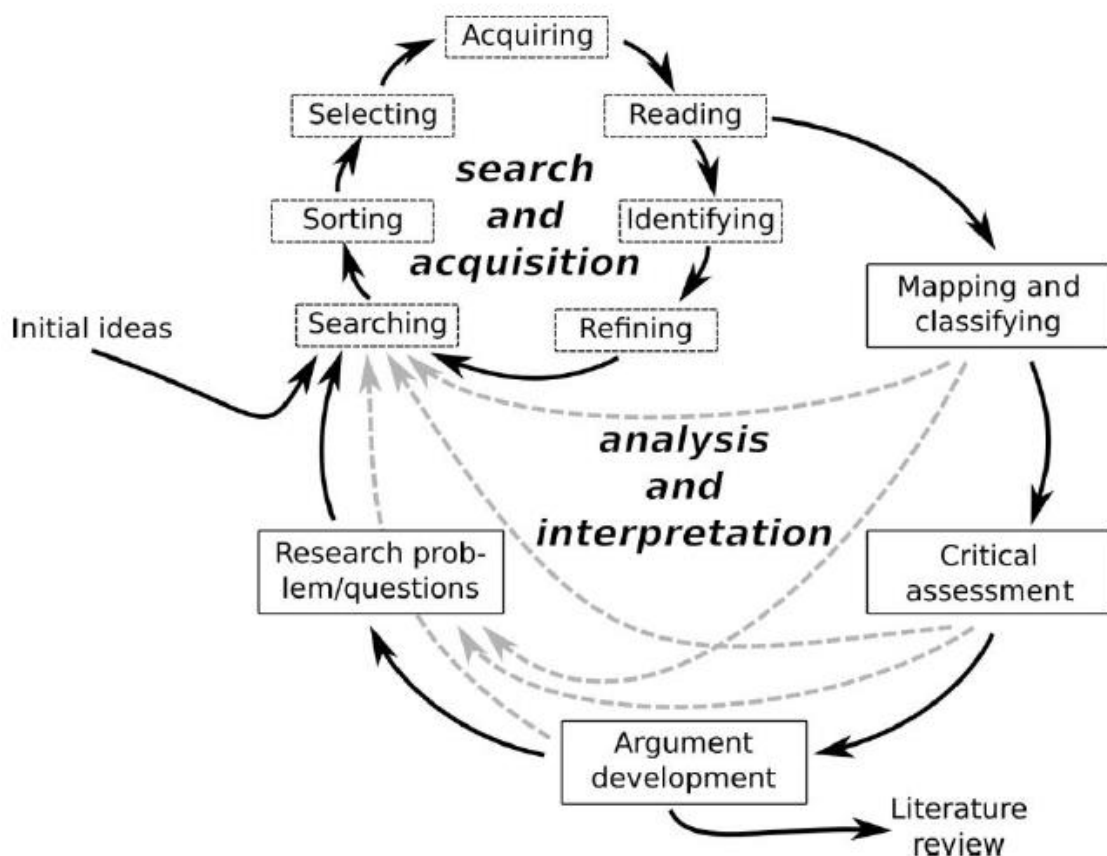 Acquiring
Selecting
Reading
search
and
acquisition
Sorting
Identifying
Searching
Refining
Initial ideas
Mapping and
classifying
analysis
and
interpretation
Research prob-
lem/questions
Critical
assessment
Argument
development
Literature
review